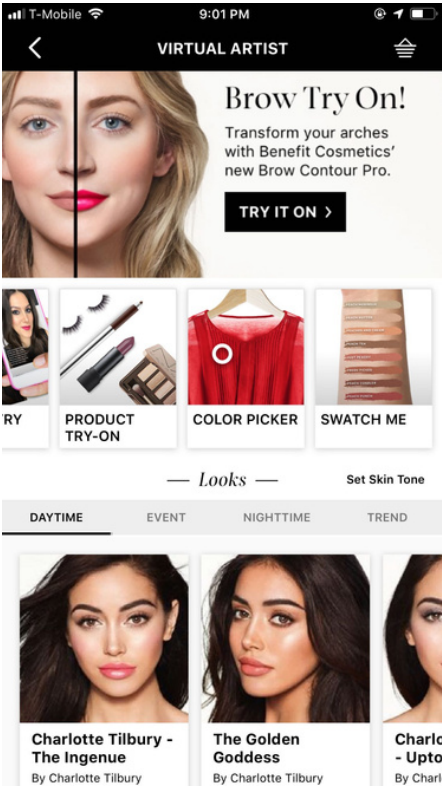 T-Mobile 9:01 PM
VIRTUAL ARTIST
Brow Try On!
Transform your arches
with Benefit Cosmetics'
new Brow Contour Pro.
TRY IT ON >
RY
PRODUCT
TRY-ON
COLOR PICKER
SWATCH ME
— Looks —
Set Skin Tone
DAYTIME EVENT NIGHTTIME TREND
Charlotte Tilbury -
The Ingenue
By Charlotte Tilbury
The Golden
Goddess
By Charlotte Tilbury
Charlo
- Upto
By Charl